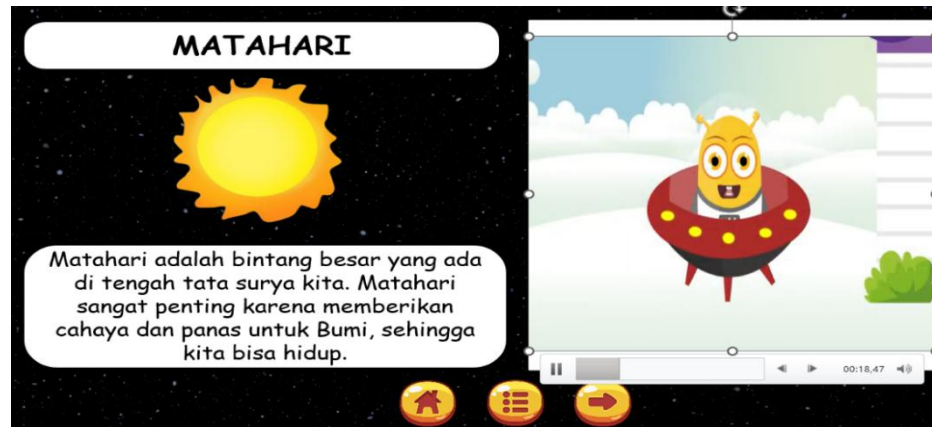 MATAHARI
Matahari adalah bintang besar yang ada
di tengah tata surya kita. Matahari
sangat penting karena memberikan
cahaya dan panas untuk Bumi, sehingga
kita bisa hidup.
00:18,47